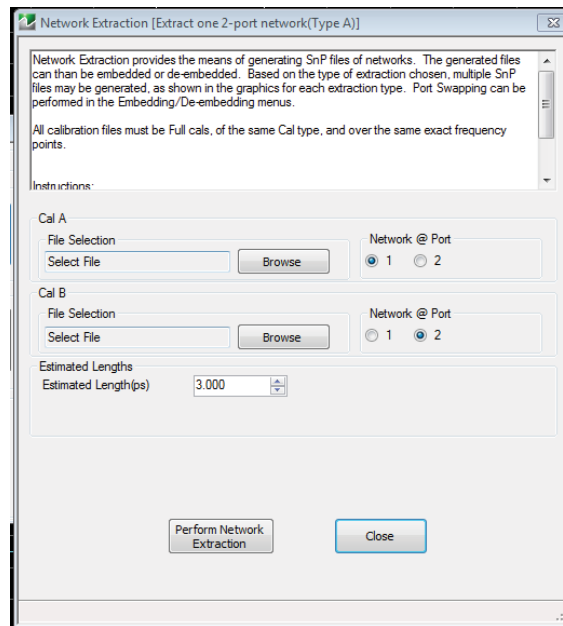 Network Extraction [Extract one 2-port network(Type A)]
Network Extraction provides the means of generating SnP files of networks. The generated files
can than be embedded or de-embedded. Based on the type of extraction chosen, multiple SnP
files may be generated, as shown in the graphics for each extraction type. Port Swapping can be
perfomed in the Embedding/De-embedding menus.
All calibration files must be Full cals, of the same Cal type, and over the same exact frequency
points.
Instructions:
Cal A
File Selection
Network @ Port
Select File
Browse
1
2
Cal B
File Selection
Network @ Port
Select File
Browse
1
2
Estimated Lengths
Estimated Length(ps)
3.000
Perform Network
Extraction
Close